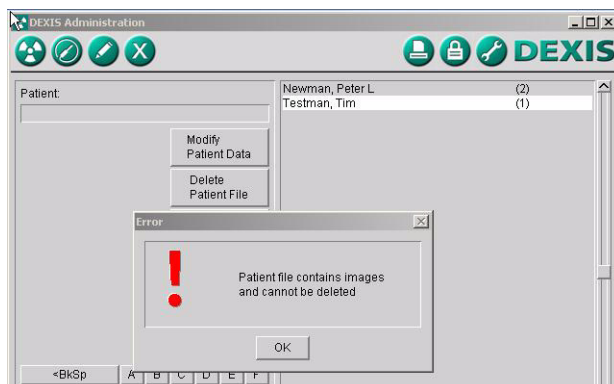 DEXIS Administration
DEXIS
Patient:
Newman, Peter L (2)
Testman, Tim (1)
Modify
Patient Data
Delete
Patient File
Error
Patient file contains images
and cannot be deleted
OK
<BkSp A B C D E F